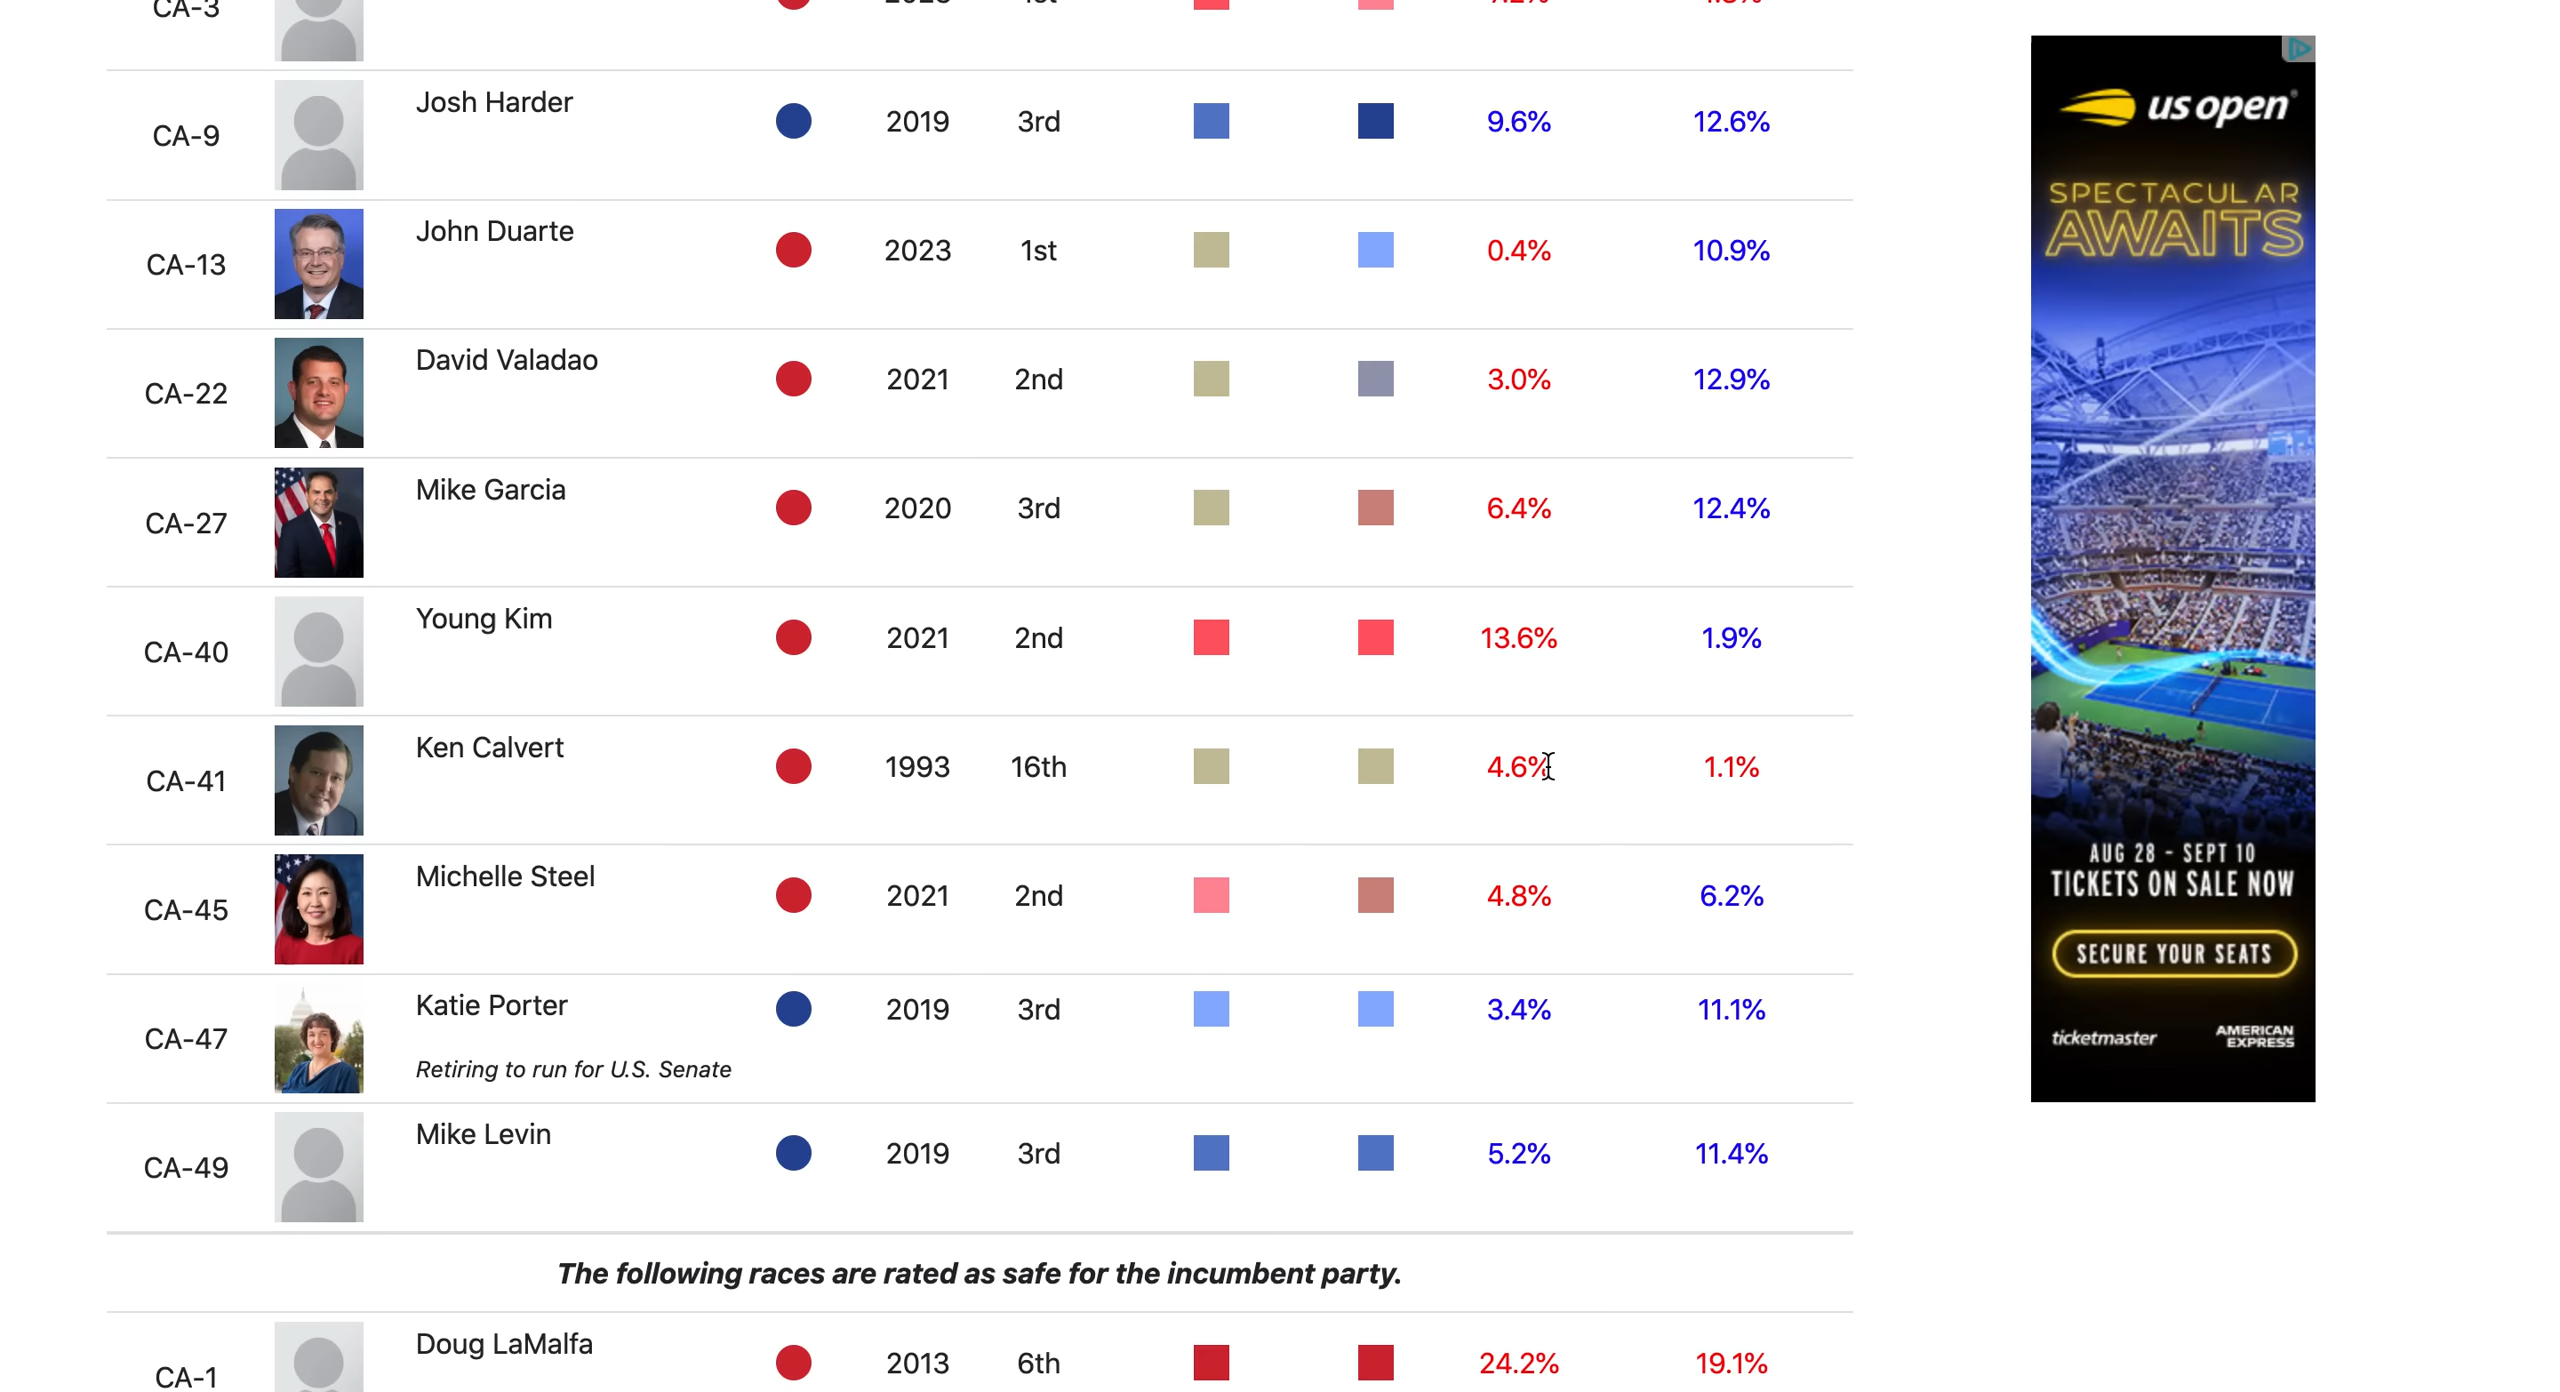 CA-3
CA-9 Josh Harder 2019 3rd 9.6% 12.6%
CA-13 John Duarte 2023 1st 0.4% 10.9%
CA-22 David Valadao 2021 2nd 3.0% 12.9%
CA-27 Mike Garcia 2020 3rd 6.4% 12.4%
CA-40 Young Kim 2021 2nd 13.6% 1.9%
CA-41 Ken Calvert 1993 16th 4.6% 1.1%
CA-45 Michelle Steel 2021 2nd 4.8% 6.2%
CA-47 Katie Porter 2019 3rd 3.4% 11.1%
Retiring to run for U.S. Senate
CA-49 Mike Levin 2019 3rd 5.2% 11.4%
The following races are rated as safe for the incumbent party.
CA-1 Doug LaMalfa 2013 6th 24.2% 19.1%
us open
SPECTACULAR
AWAITS
AUG 28 - SEPT 10
TICKETS ON SALE NOW
SECURE YOUR SEATS
ticketmaster
AMERICAN
EXPRESS